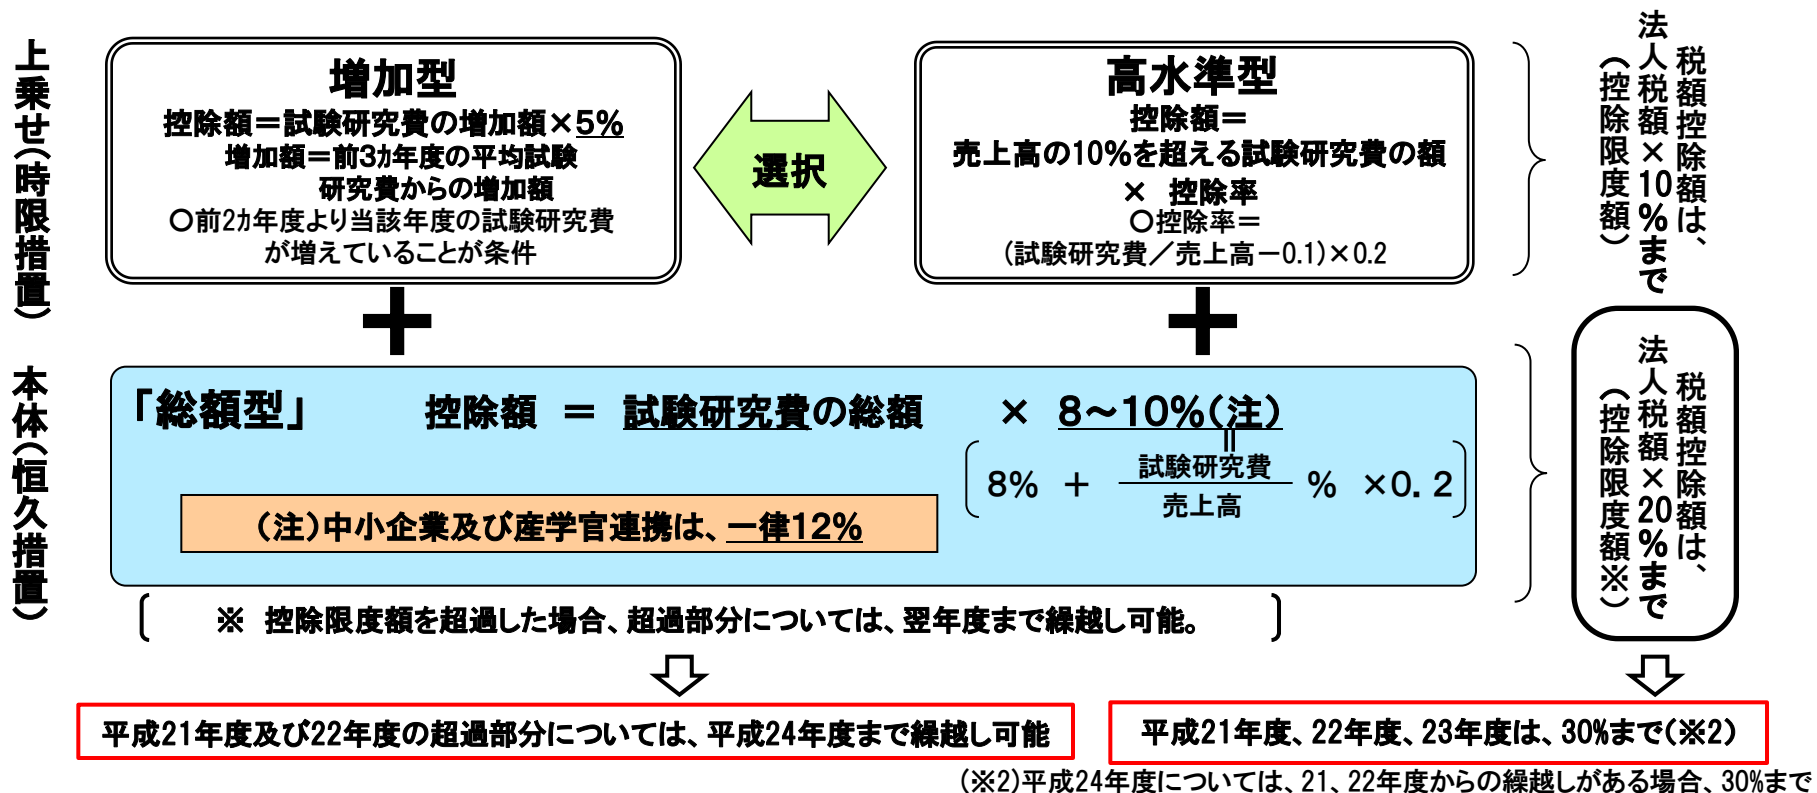 上乗せ(時限措置)
増加型
控除額＝試験研究費の増加額×5%
増加額＝前3ｶ年度の平均試験
研究費からの増加額
○前2ｶ年度より当該年度の試験研究費
が増えていることが条件
選択
高水準型
控除額＝
売上高の10%を超える試験研究費の額
× 控除率
○控除率＝
(試験研究費／売上高－0.1)×0.2
税額控除額は、
法人税額×10%まで
(控除限度額)
+
+
本体(恒久措置)
「総額型」 控除額 ＝ 試験研究費の総額 × 8～10%(注)
=
8% + 試験研究費
売上高 % ×0.2
(注)中小企業及び産学官連携は、一律12%
税額控除額は、
法人税額×20%まで
(控除限度額※)
※ 控除限度額を超過した場合、超過部分については、翌年度まで繰越し可能。
平成21年度及び22年度の超過部分については、平成24年度まで繰越し可能
平成21年度、22年度、23年度は、30%まで(※2)
(※2)平成24年度については、21、22年度からの繰越しがある場合、30%まで